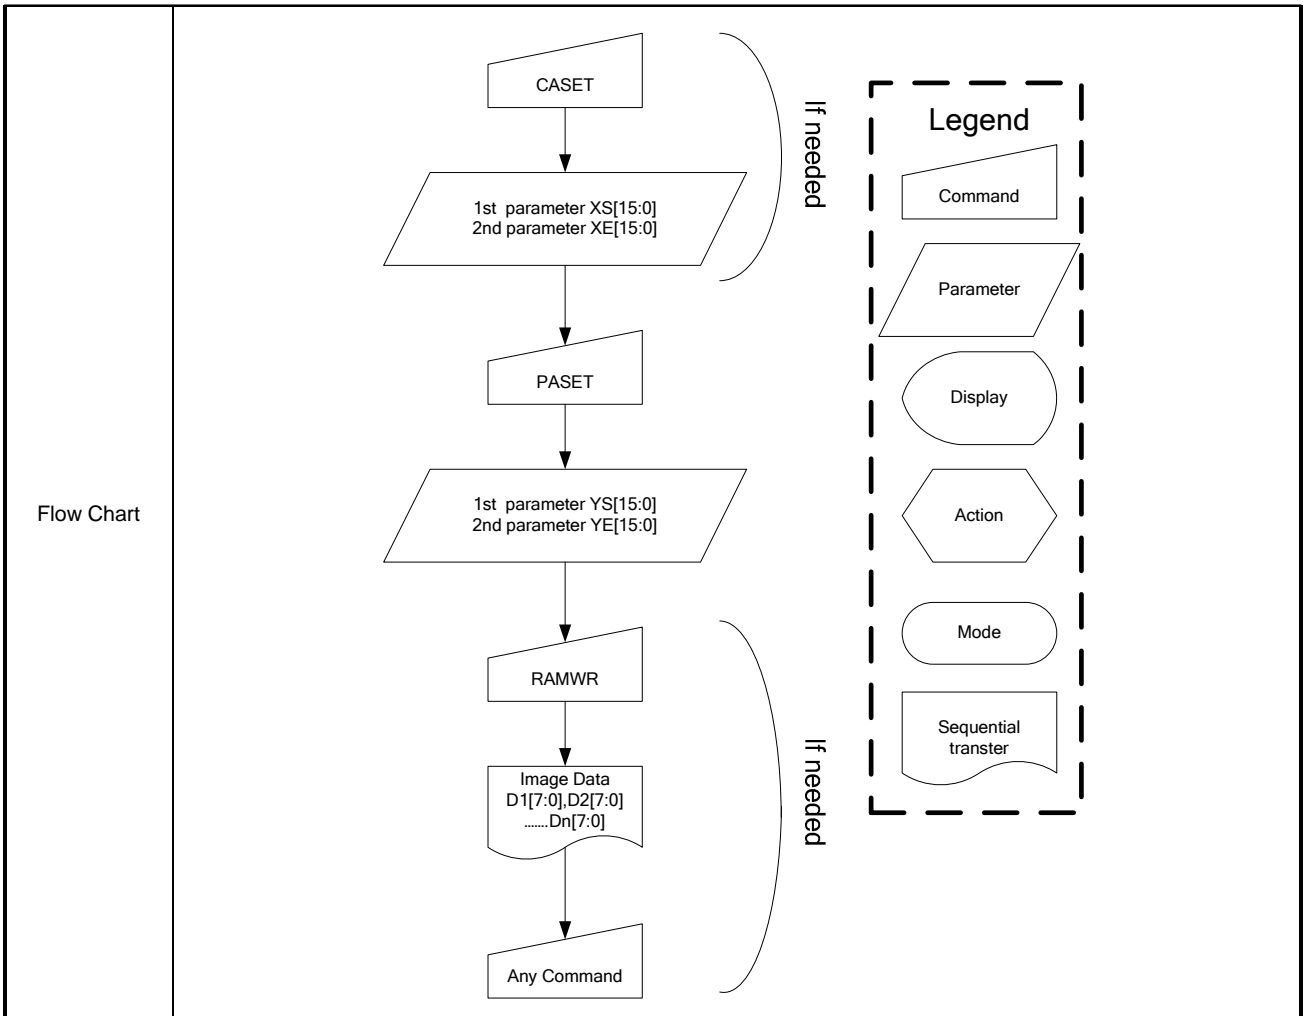 Flow Chart
CASET
1st parameter XS[15:0]
2nd parameter XE[15:0]
If needed
PASET
1st parameter YS[15:0]
2nd parameter YE[15:0]
RAMWR
Image Data
D1[7:0],D2[7:0]
.......Dn[7:0]
Any Command
If needed
Legend
Command
Parameter
Display
Action
Mode
Sequential
transter